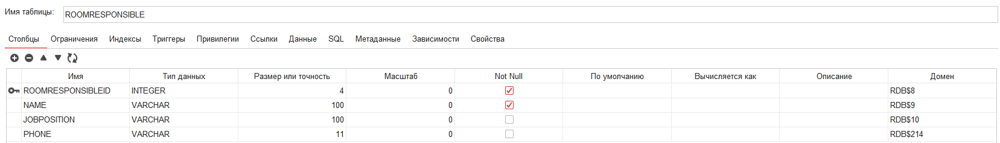 Имя таблицы: ROOMRESPONSIBLE
Столбцы Ограничения Индексы Триггеры Привилегии Ссылки Данные SQL Метаданные Зависимости Свойства
Имя Тип данных Размер или точность Масштаб Not Null По умолчанию Вычисляется как Описание Домен
ROOMRESPONSIBLEID INTEGER 4 0 RDB$8
NAME VARCHAR 100 0 RDB$9
JOBPOSITION VARCHAR 100 0 RDB$10
PHONE VARCHAR 11 0 RDB$214